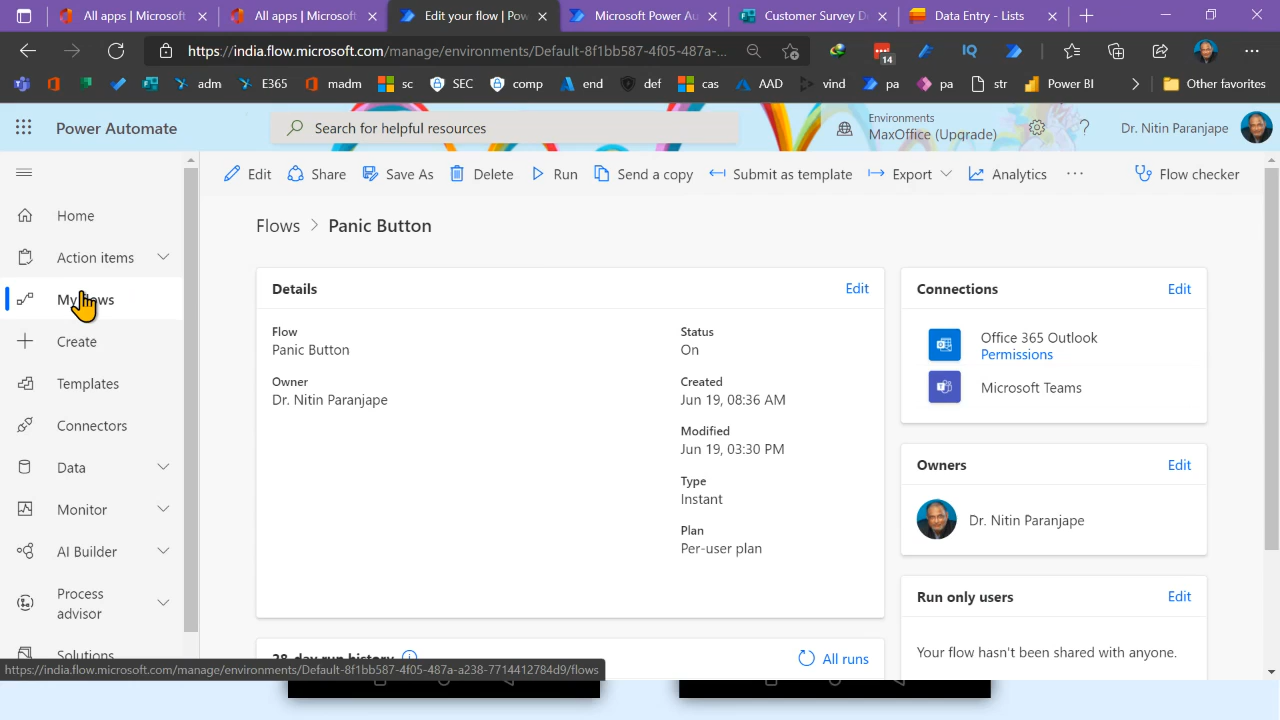 All apps | Microsoft
All apps | Microsoft
Edit your flow | Pow
Microsoft Power Au
Customer Survey D
Data Entry - Lists
https://india.flow.microsoft.com/manage/environments/Default-8f1bb587-4f05-487a-...
14
IQ
adm
E365
madm
sc
SEC
comp
end
def
cas
AAD
vind
pa
pa
str
Power BI
Other favorites
Power Automate
Search for helpful resources
Environments
MaxOffice (Upgrade)
?
Dr. Nitin Paranjape
Edit
Share
Save As
Delete
Run
Send a copy
Submit as template
Export
Analytics
...
Flow checker
Home
Action items
My flows
Create
Templates
Connectors
Data
Monitor
AI Builder
Process
advisor
Solutions
Flows > Panic Button
Details
Edit
Flow
Panic Button
Owner
Dr. Nitin Paranjape
Status
On
Created
Jun 19, 08:36 AM
Modified
Jun 19, 03:30 PM
Type
Instant
Plan
Per-user plan
28-day run history
All runs
Connections
Edit
Office 365 Outlook
Permissions
Microsoft Teams
Owners
Edit
Dr. Nitin Paranjape
Run only users
Edit
Your flow hasn't been shared with anyone.
https://india.flow.microsoft.com/manage/environments/Default-8f1bb587-4f05-487a-a238-7714412784d9/flows